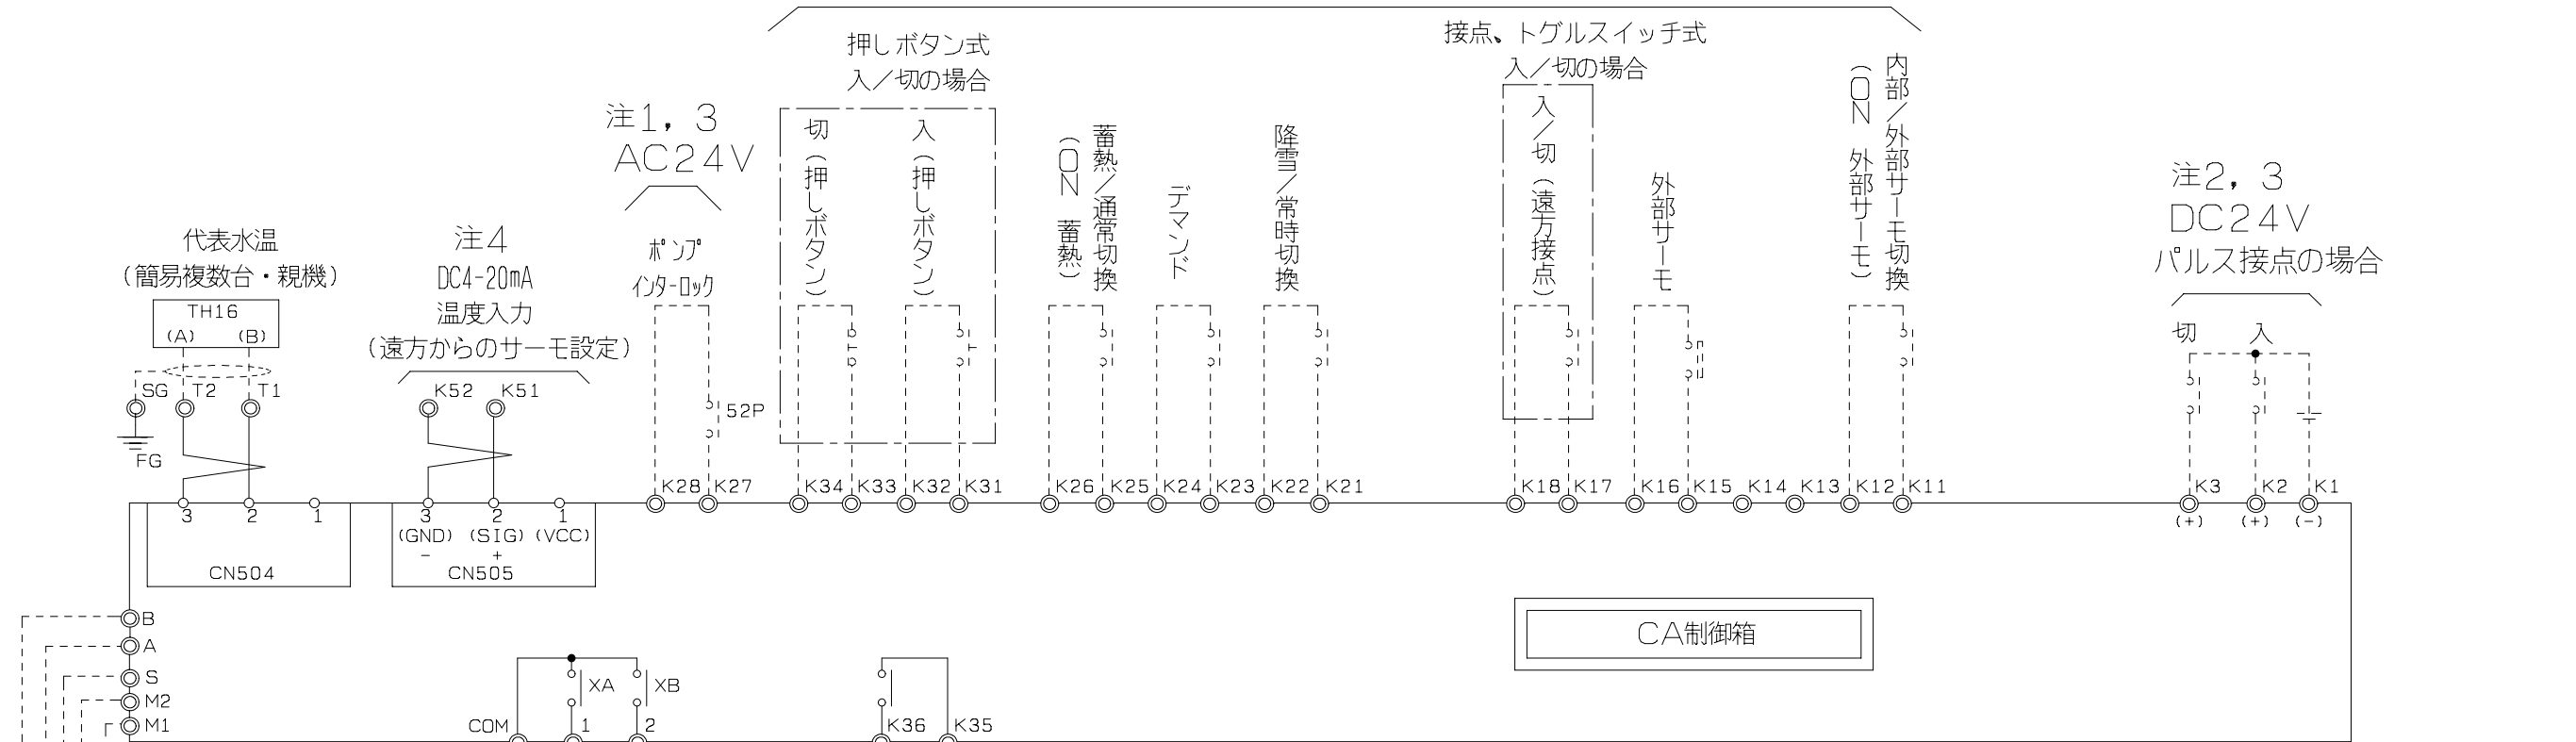 押しボタン式
入／切の場合
接点、トグルスイッチ式
入／切の場合
注1，3
AC24V
ポンプ
インターロック
切（押しボタン）
入（押しボタン）
蓄熱／通常切換
（ON 蓄熱）
デマンド
降雪／常時切換
入／切（遠方接点）
外部サーモ
内部／外部サーモ切換
（ON 外部サーモ）
注2，3
DC24V
パルス接点の場合
切 入
代表水温
（簡易複数台・親機）
TH16
(A) (B)
SG T2 T1
FG
注4
DC4-20mA
温度入力
（遠方からのサーモ設定）
K52 K51
52P
K28 K27 K34 K33 K32 K31 K26 K25 K24 K23 K22 K21 K18 K17 K16 K15 K14 K13 K12 K11 K3 K2 K1
(+) (+) (-)
3 2 1
CN504
3 2 1
(GND) (SIG) (VCC)
- +
CN505
CA制御箱
B
A
S
M2
M1
XA XB
COM 1 2
K36 K35